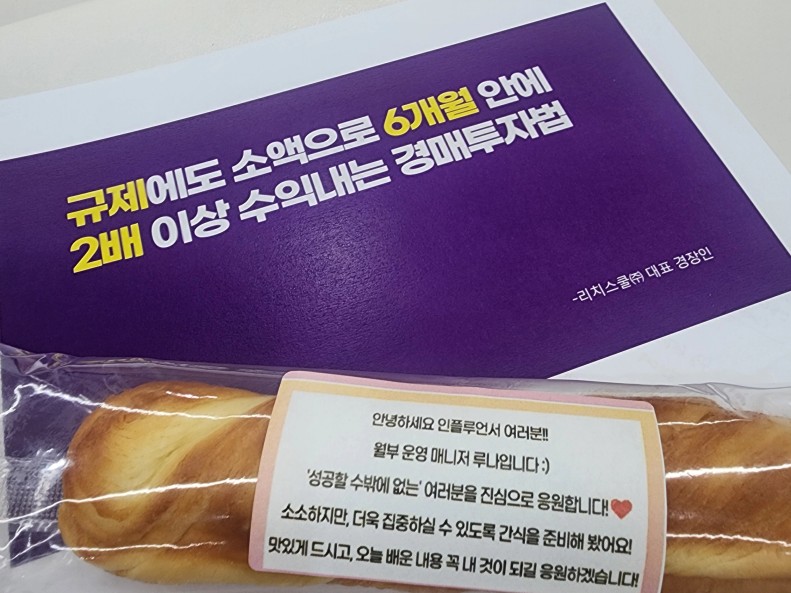 규제에도 소액으로 6개월 안에
2배 이상 수익내는 경매투자법
-리치스쿨㈜ 대표 경장인
안녕하세요 인플루언서 여러분!!
월부 운영 매니저 루나입니다 :)
'성공할 수밖에 없는' 여러분을 진심으로 응원합니다!❤️
소소하지만, 더욱 집중하실 수 있도록 간식을 준비해 봤어요!
맛있게 드시고, 오늘 배운 내용 꼭 내 것이 되길 응원하겠습니다!